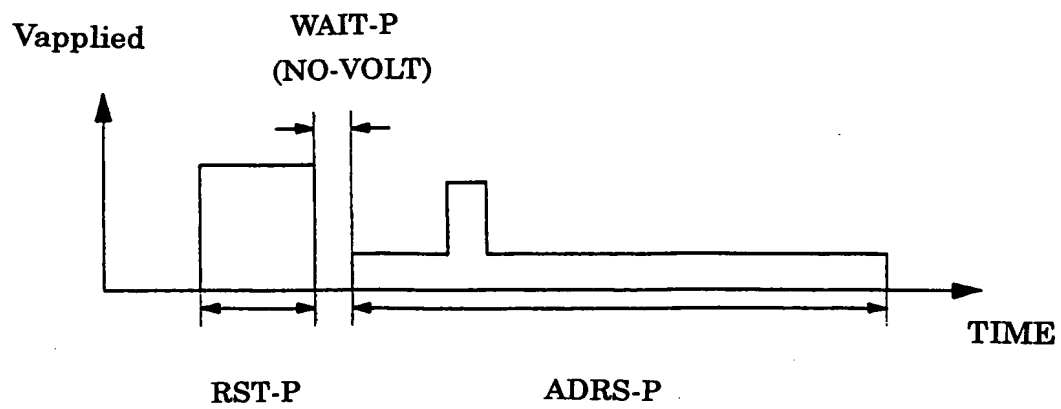 WAIT-P
Vapplied
(NO-VOLT)
TIME
RST-P
ADRS-P